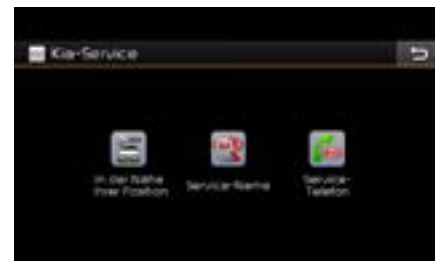 Kia-Service
In der Nähe
Ihrer Position
Service-Name
Service-
Telefon